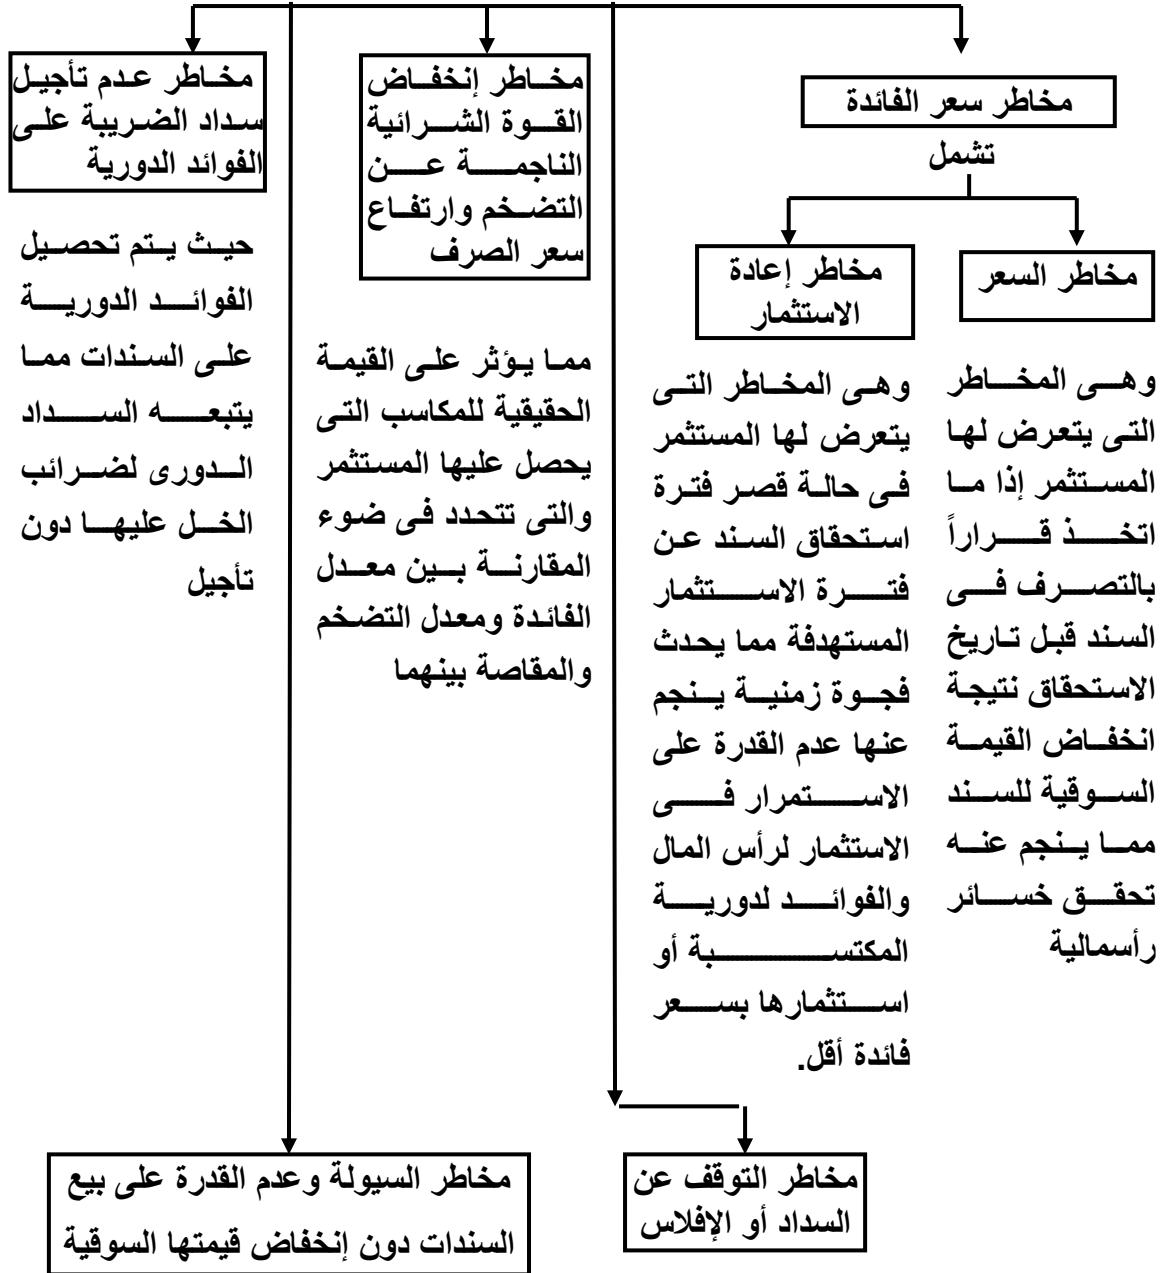 مخاطر سعر الفائدة
تشمل
مخاطر السعر
وهى المخاطر
التى يتعرض لها
المستثمر إذا ما
اتخذ قراراً
بالتصرف فى
السند قبل تاريخ
الاستحقاق نتيجة
انخفاض القيمة
السوقية للسند
مما ينجم عنه
تحقق خسائر
رأسمالية
مخاطر إعادة
الاستثمار
وهى المخاطر التى
يتعرض لها المستثمر
فى حالة قصر فترة
استحقاق السند عن
فترة الاستثمار
المستهدفة مما يحدث
فجوة زمنية ينجم
عنها عدم القدرة على
الاستمرار فى
الاستثمار لرأس المال
والفوائد لدورية
المكتسبة أو
استثمارها بسعر
فائدة أقل.
مخاطر إنخفاض
القوة الشرائية
الناجمة عن
التضخم وارتفاع
سعر الصرف
مما يؤثر على القيمة
الحقيقية للمكاسب التى
يحصل عليها المستثمر
والتى تتحدد فى ضوء
المقارنة بين معدل
الفائدة ومعدل التضخم
والمقاصة بينهما
مخاطر عدم تأجيل
سداد الضريبة على
الفوائد الدورية
حيث يتم تحصيل
الفوائد الدورية
على السندات مما
يتبعه السداد
الدورى لضرائب
الخل عليها دون
تأجيل
مخاطر التوقف عن
السداد أو الإفلاس
مخاطر السيولة وعدم القدرة على بيع
السندات دون إنخفاض قيمتها السوقية